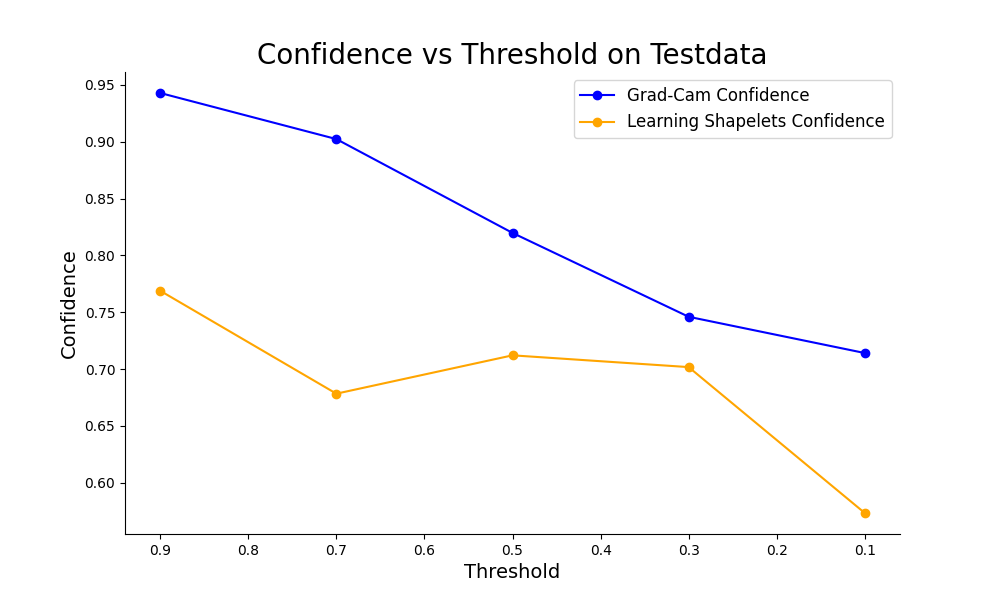 Confidence vs Threshold on Testdata
Grad-Cam Confidence
Learning Shapelets Confidence
Confidence
0.95
0.90
0.85
0.80
0.75
0.70
0.65
0.60
0.9 0.8 0.7 0.6 0.5 0.4 0.3 0.2 0.1
Threshold